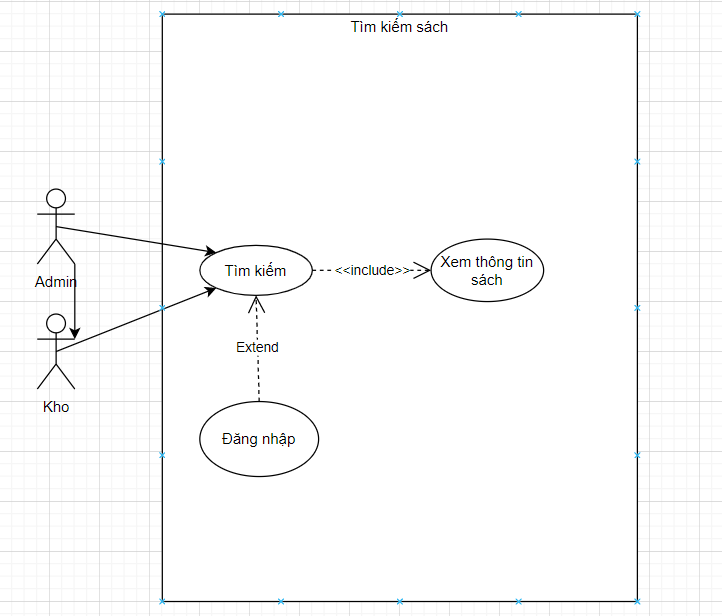 Tìm kiếm sách
Admin
Tìm kiếm
<<include>>
Xem thông tin
sách
Extend
Kho
Đăng nhập